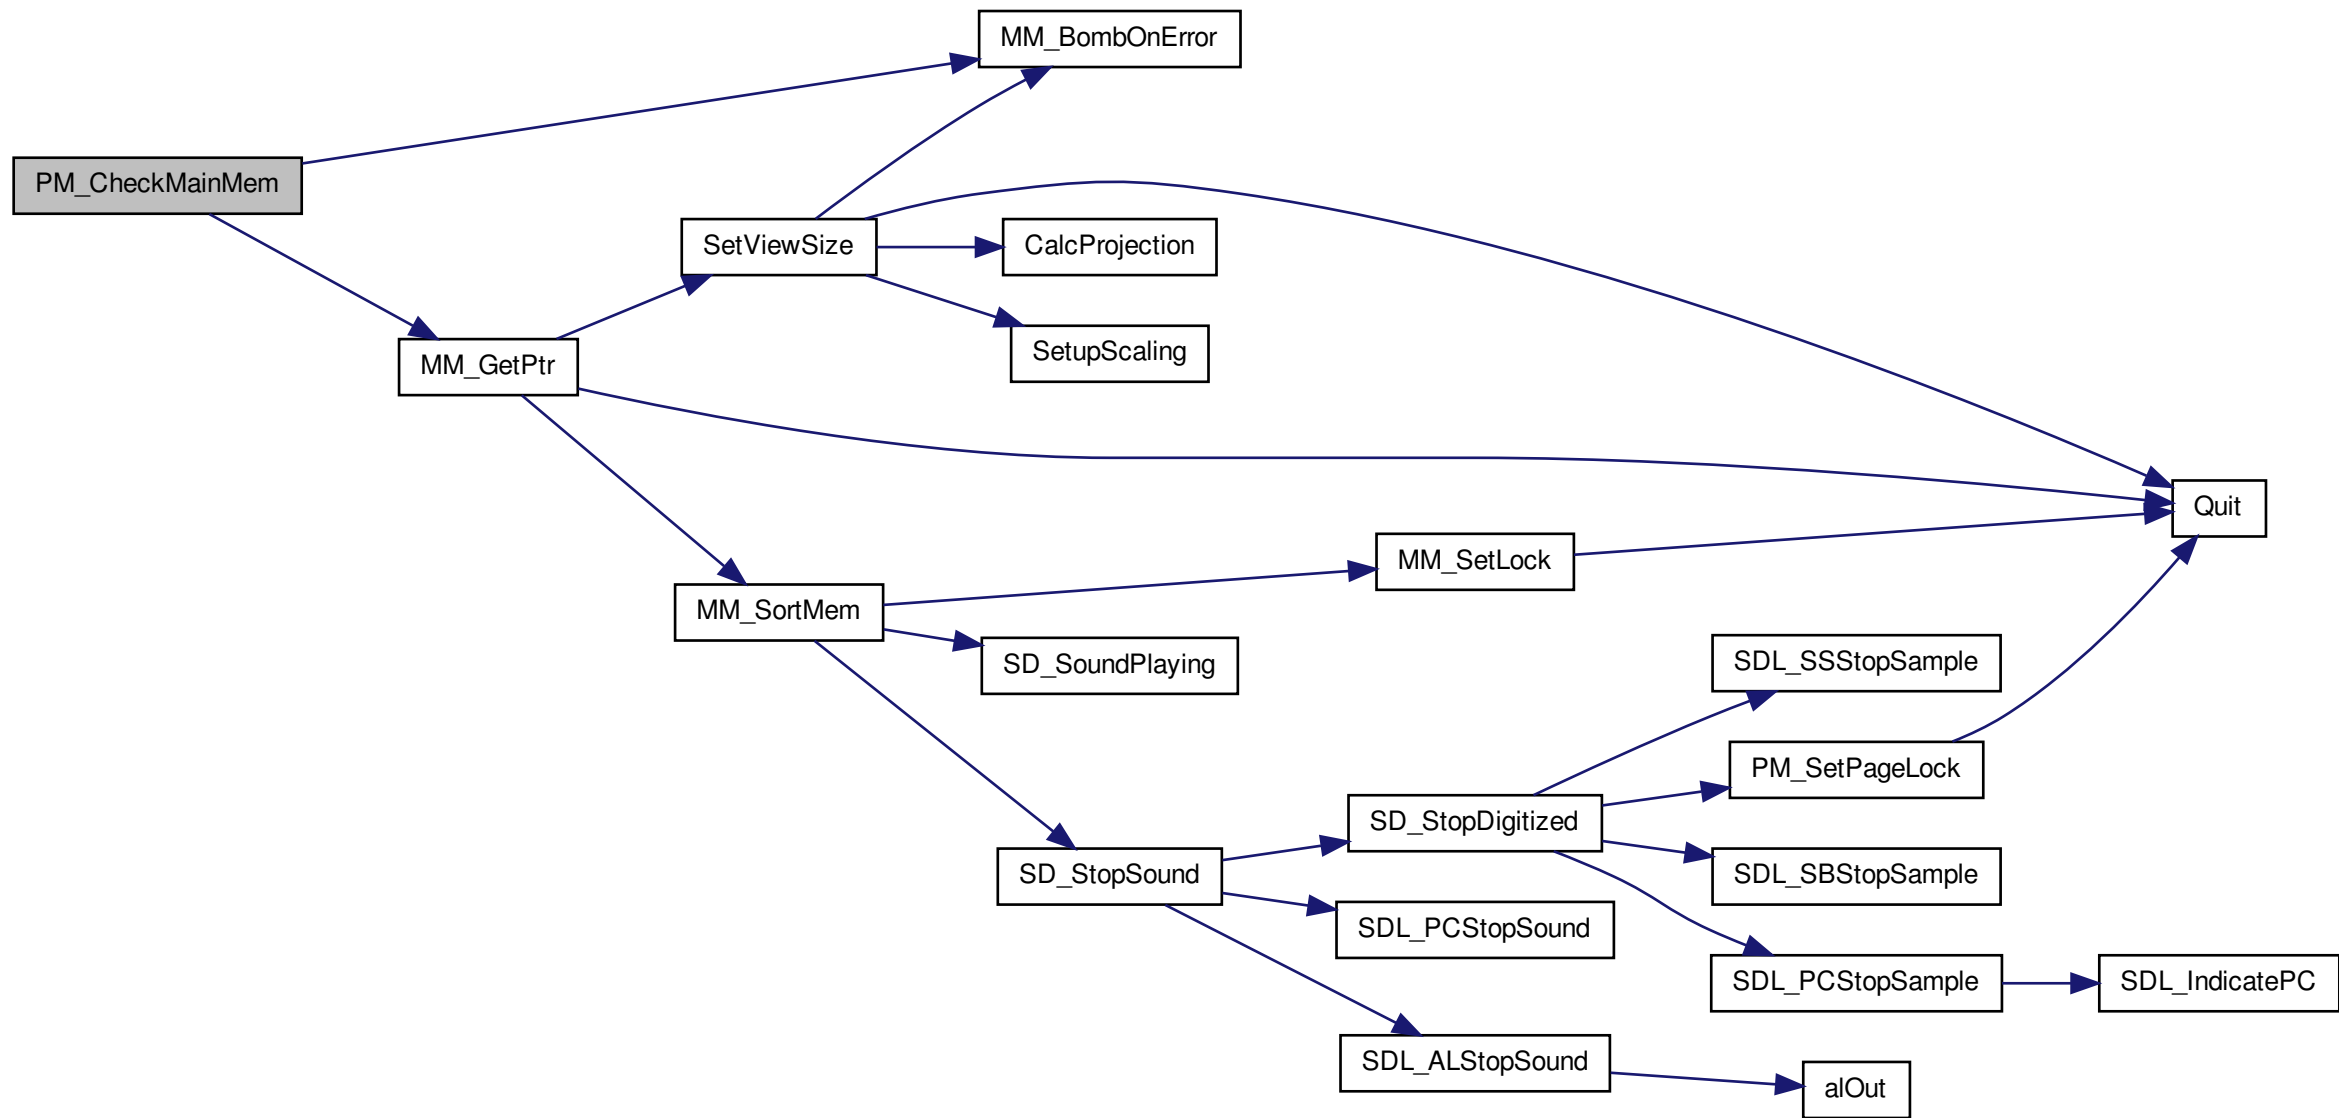 MM_BombOnError
PM_CheckMainMem
SetViewSize
CalcProjection
SetupScaling
MM_GetPtr
Quit
MM_SetLock
MM_SortMem
SD_SoundPlaying
SDL_SSStopSample
PM_SetPageLock
SD_StopDigitized
SD_StopSound
SDL_SBStopSample
SDL_PCStopSound
SDL_PCStopSample
SDL_IndicatePC
SDL_ALStopSound
alOut